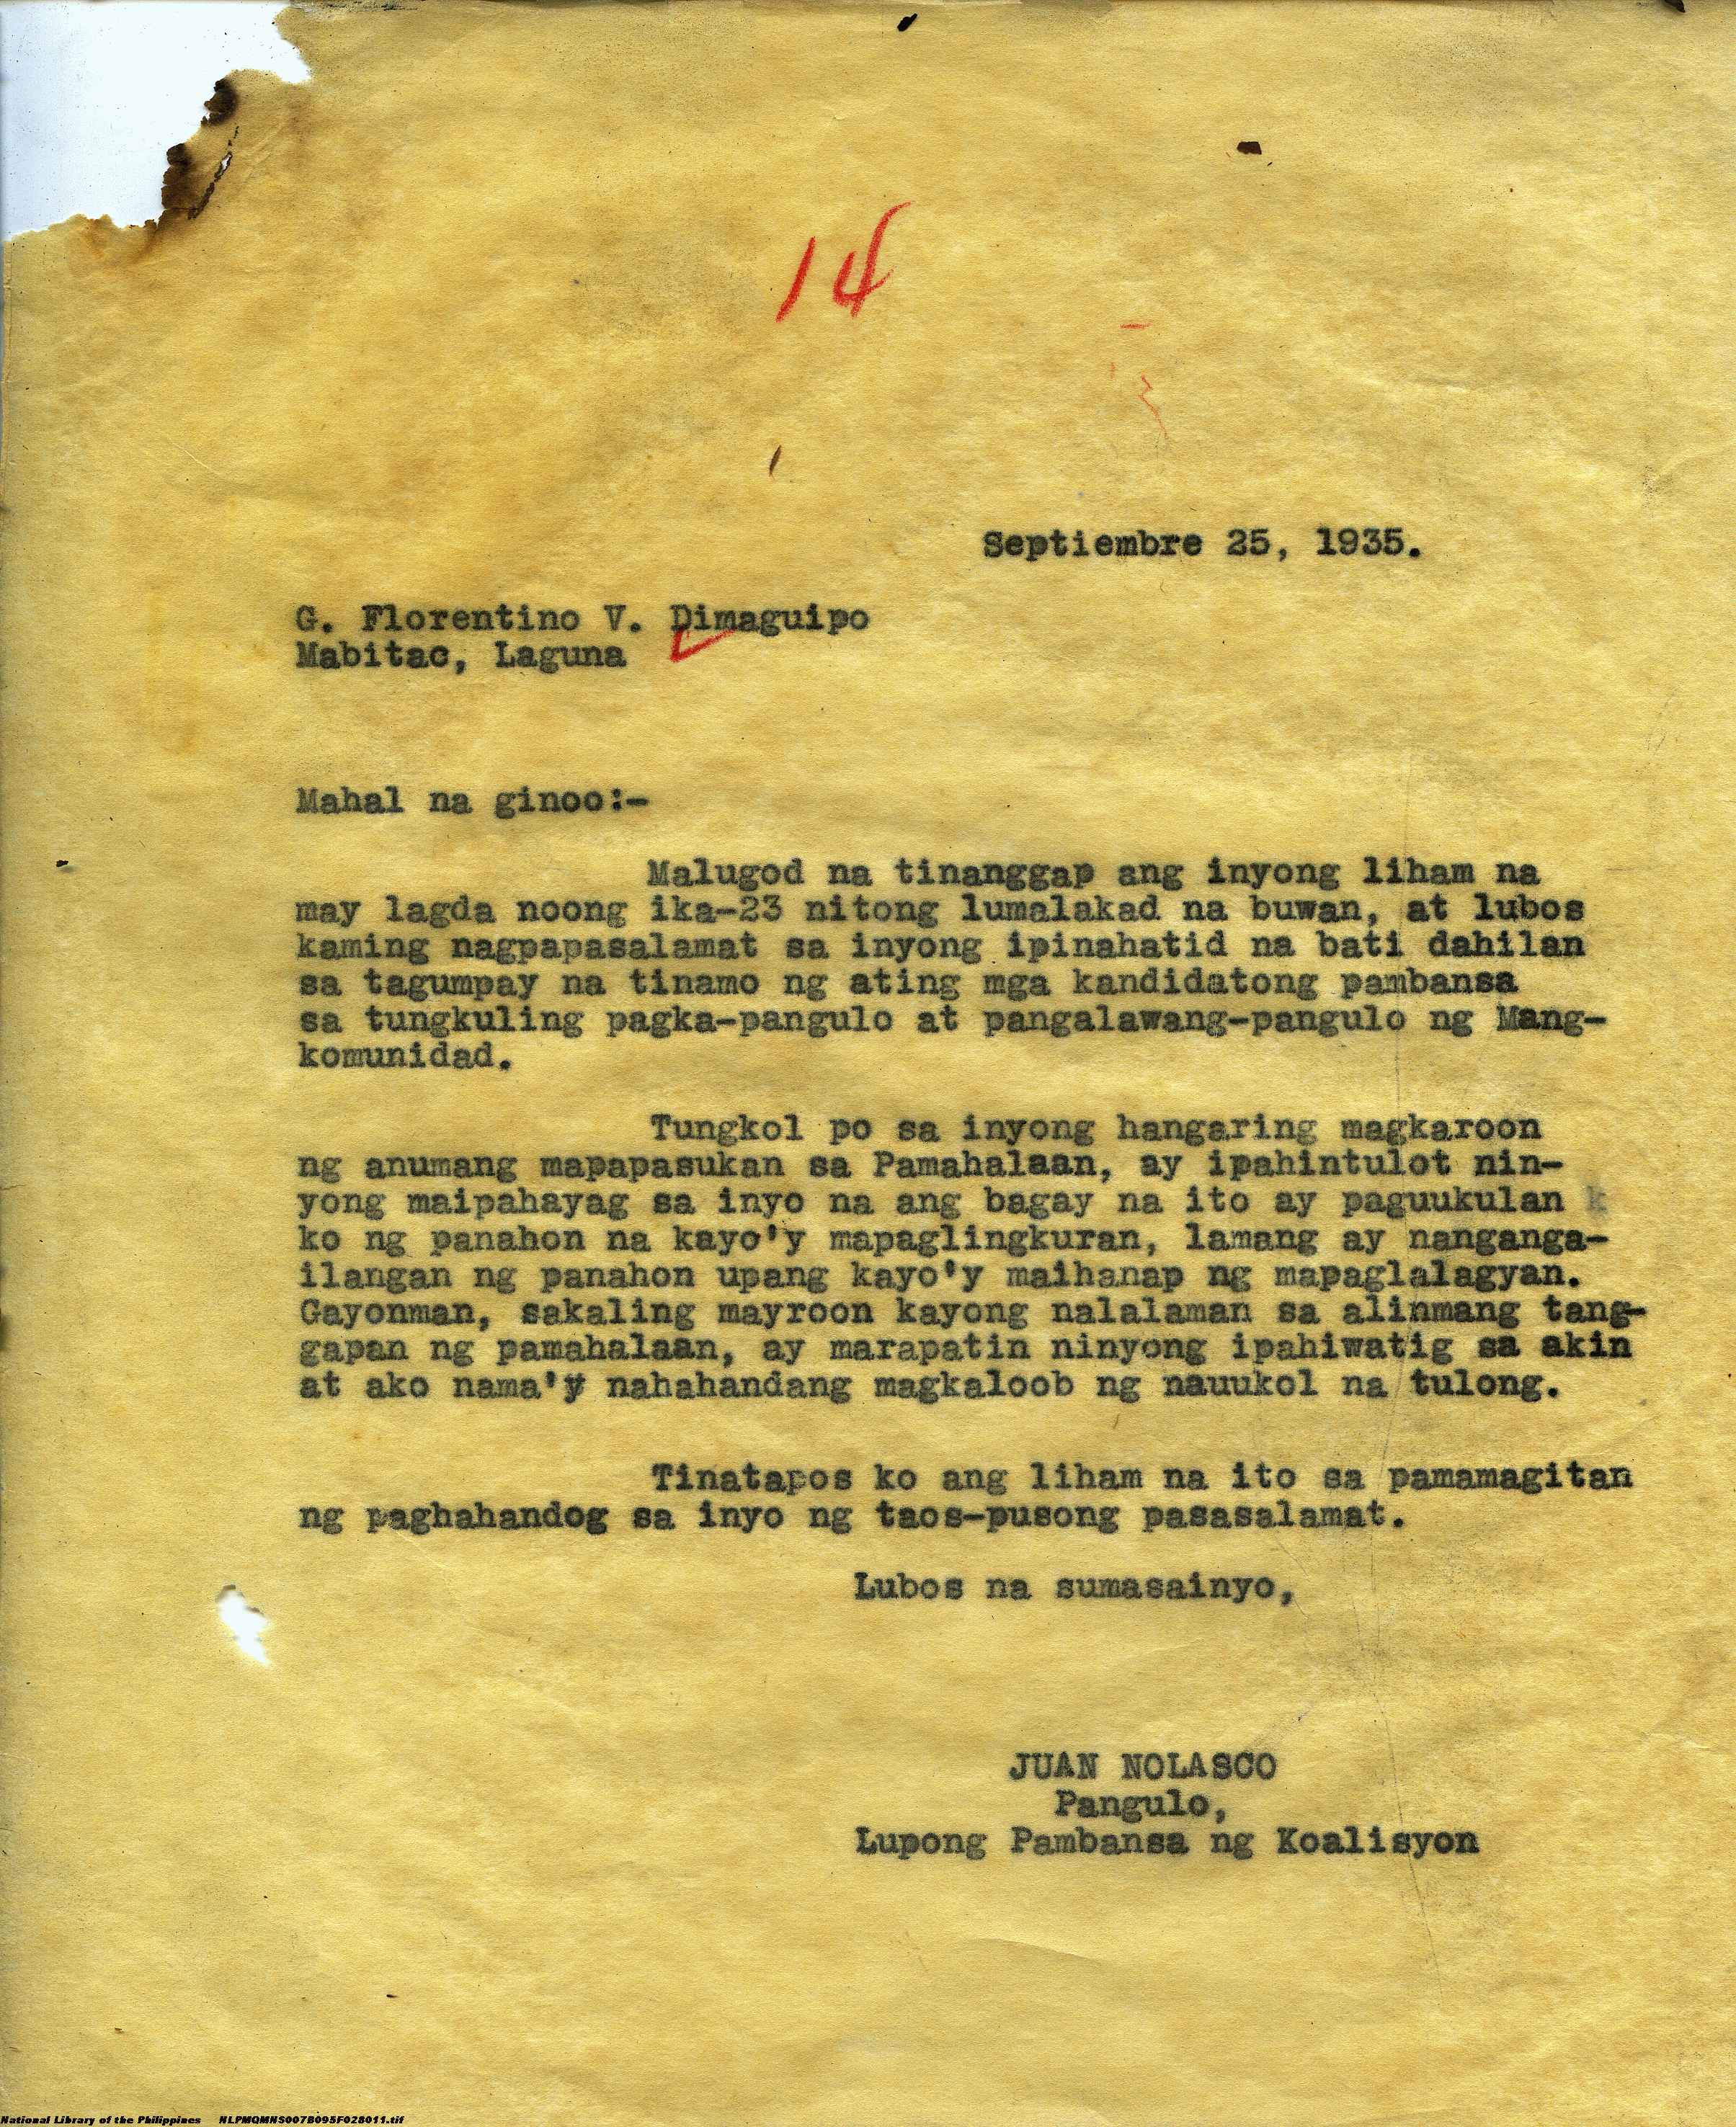 14
Septiembre 25, 1935.
G. Florentino V. Dimaguipo
Mabitac, Laguna
Mahal na ginoo:-
Malugod na tinanggap ang inyong liham na
may lagda noong ika-23 nitong lumalakad na buwan, at lubos
kaming nagpapasalamat sa inyong ipinahatid na bati dahilan
sa tagumpay na tinamo ng ating mga kandidatong pambansa
sa tungkuling pagka-pangulo at pangalawang-pangulo ng Mang-
komunidad.
Tungkol po sa inyong hangaring magkaroon
ng anumang mapapasukan sa Pamahalaan, ay ipahintulot nin-
yong maipahayag sa inyo na ang bagay na ito ay paguukulan k
ko ng panahon na kayo'y mapaglingkuran, lamang ay nanganga-
ilangan ng panahon upang kayo'y maihanap ng mapaglalagyan.
Gayonman, sakaling mayroon kayong nalalaman sa alinmang tang-
gapan ng pamahalaan, ay marapatin ninyong ipahiwatig sa akin
at ako nama'y nahahandang magkaloob ng nauukol na tulong.
Tinatapos ko ang liham na ito sa pamamagitan
ng paghahandog sa inyo ng taos-pusong pasasalamat.
Lubos na sumasainyo,
JUAN NOLASCO
Pangulo,
Lupong Pambansa ng Koalisyon
National Library of the Philippines NLPMQMNS007B095F028011.tif